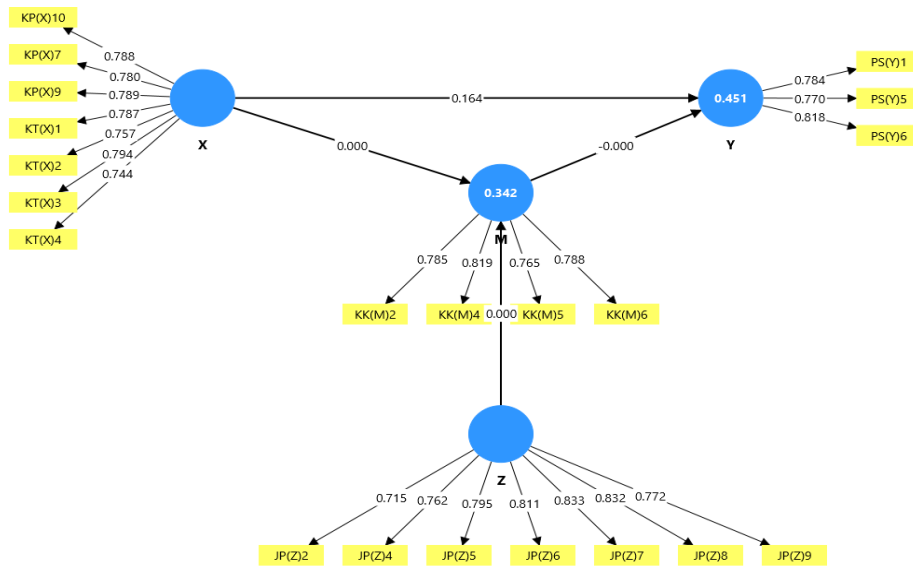 KP(X)10
KP(X)7
KP(X)9
KT(X)1
KT(X)2
KT(X)3
KT(X)4
0.788
0.780
0.789
0.787
0.757
0.794
0.744
X
0.164
0.000
-0.000
0.451
Y
0.784
0.770
0.818
PS(Y)1
PS(Y)5
PS(Y)6
0.342
M
0.785
0.819
0.765
0.788
KK(M)2
KK(M)4
KK(M)5
KK(M)6
0.000
Z
0.715
0.762
0.795
0.811
0.833
0.832
0.772
JP(Z)2
JP(Z)4
JP(Z)5
JP(Z)6
JP(Z)7
JP(Z)8
JP(Z)9